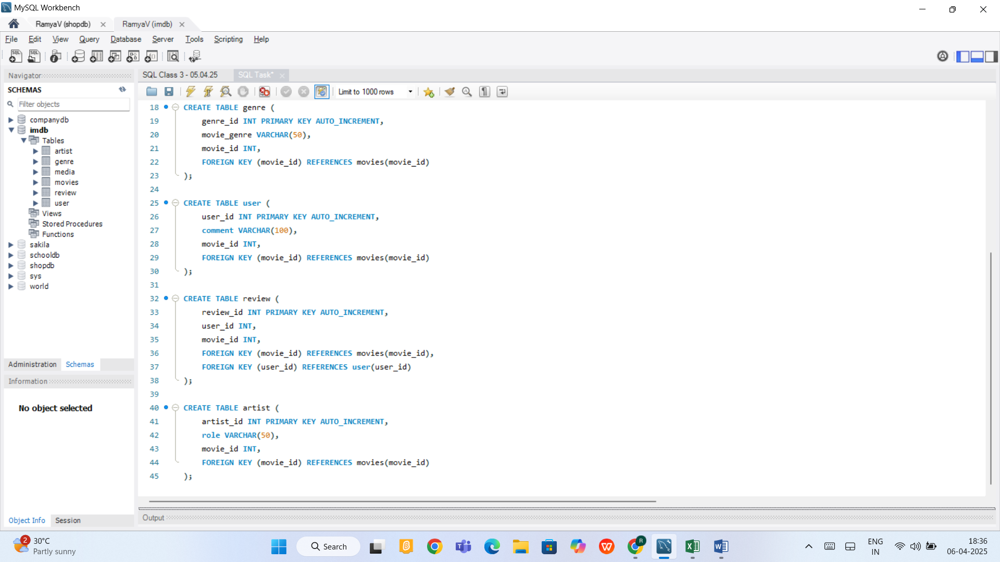 MySQL Workbench
RamyaV (shopdb)
RamyaV (imdb)
File Edit View Query Database Server Tools Scripting Help
Navigator
SCHEMAS
Filter objects
companydb
imdb
Tables
artist
genre
media
movies
review
user
Views
Stored Procedures
Functions
sakila
schooldb
shopdb
sys
world
Administration Schemas
Information
No object selected
Object Info Session
SQL Class 3 - 05.04.25
SQL Task*
Limit to 1000 rows
18 CREATE TABLE genre (
19 genre_id INT PRIMARY KEY AUTO_INCREMENT,
20 movie_genre VARCHAR(50),
21 movie_id INT,
22 FOREIGN KEY (movie_id) REFERENCES movies(movie_id)
23 );
24
25 CREATE TABLE user (
26 user_id INT PRIMARY KEY AUTO_INCREMENT,
27 comment VARCHAR(100),
28 movie_id INT,
29 FOREIGN KEY (movie_id) REFERENCES movies(movie_id)
30 );
31
32 CREATE TABLE review (
33 review_id INT PRIMARY KEY AUTO_INCREMENT,
34 user_id INT,
35 movie_id INT,
36 FOREIGN KEY (movie_id) REFERENCES movies(movie_id),
37 FOREIGN KEY (user_id) REFERENCES user(user_id)
38 );
39
40 CREATE TABLE artist (
41 artist_id INT PRIMARY KEY AUTO_INCREMENT,
42 role VARCHAR(50),
43 movie_id INT,
44 FOREIGN KEY (movie_id) REFERENCES movies(movie_id)
45 );
Output
2
30°C
Partly sunny
Search
R
ENG
IN
18:36
06-04-2025